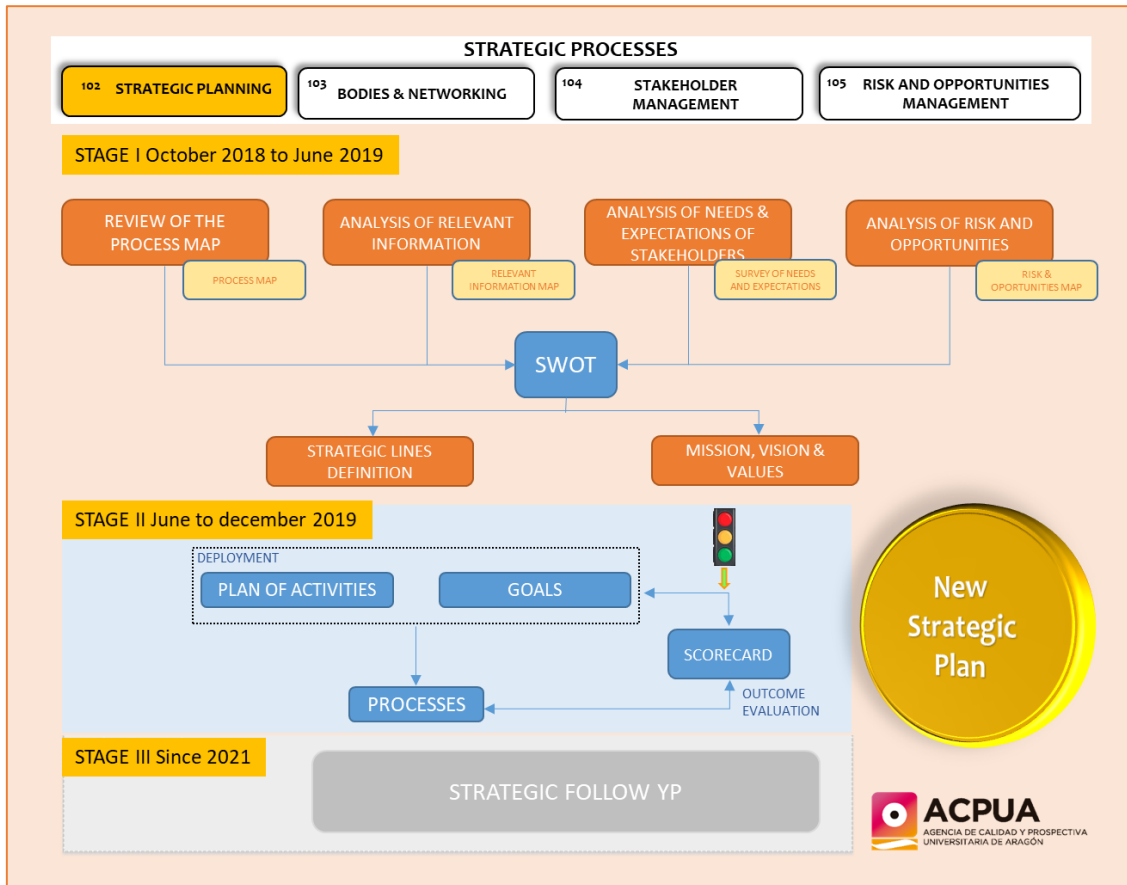 STRATEGIC PROCESSES
102 STRATEGIC PLANNING
103 BODIES & NETWORKING
104 STAKEHOLDER
MANAGEMENT
105 RISK AND OPPORTUNITIES
MANAGEMENT
STAGE I October 2018 to June 2019
REVIEW OF THE
PROCESS MAP
PROCESS MAP
ANALYSIS OF RELEVANT
INFORMATION
RELEVANT
INFORMATION MAP
ANALYSIS OF NEEDS &
EXPECTATIONS OF
STAKEHOLDERS
SURVEY OF NEEDS
AND EXPECTATIONS
ANALYSIS OF RISK AND
OPPORTUNITIES
RISK &
OPORTUNITIES MAP
SWOT
STRATEGIC LINES
DEFINITION
MISSION, VISION &
VALUES
STAGE II June to december 2019
DEPLOYMENT
PLAN OF ACTIVITIES
GOALS
SCORECARD
PROCESSES
OUTCOME
EVALUATION
New
Strategic
Plan
STAGE III Since 2021
STRATEGIC FOLLOW YP
ACPUA
AGENCIA DE CALIDAD Y PROSPECTIVA
UNIVERSITARIA DE ARAGÓN